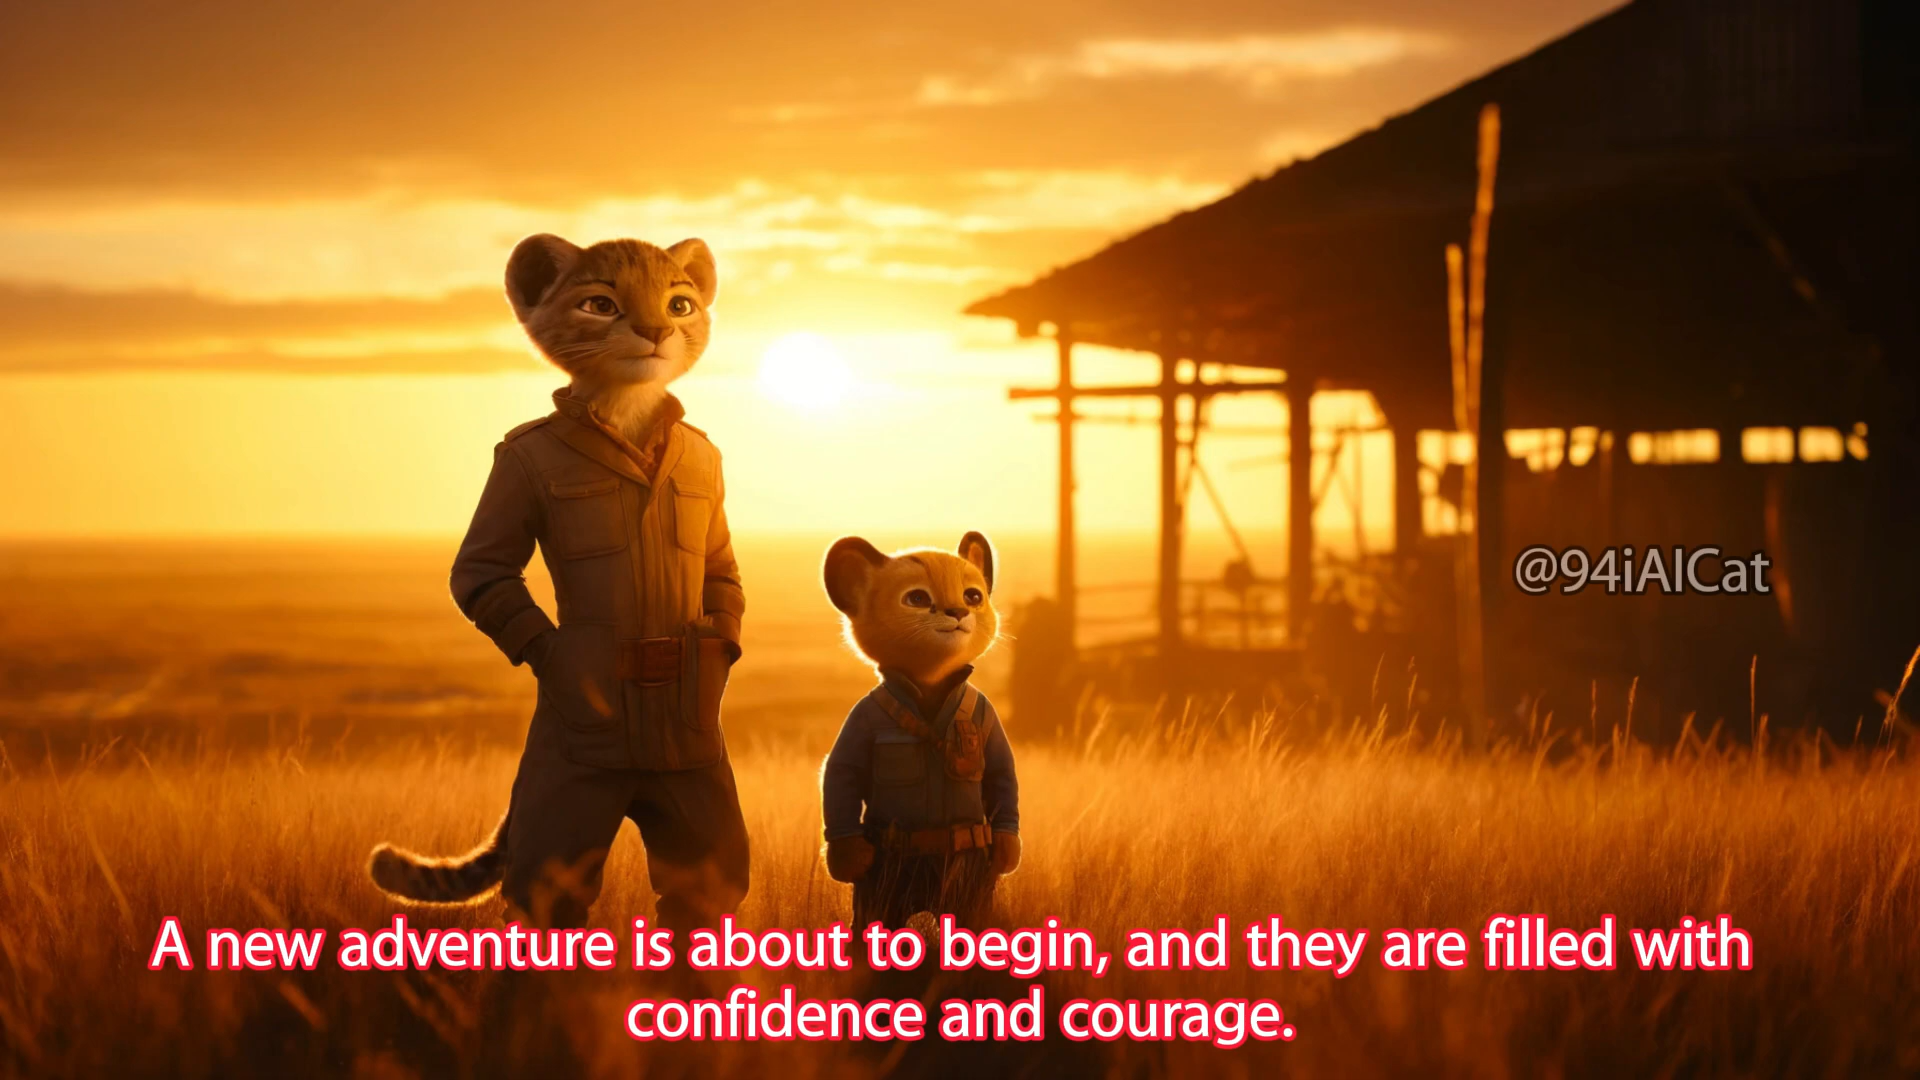 @94iAICat
A new adventure is about to begin, and they are filled with
confidence and courage.